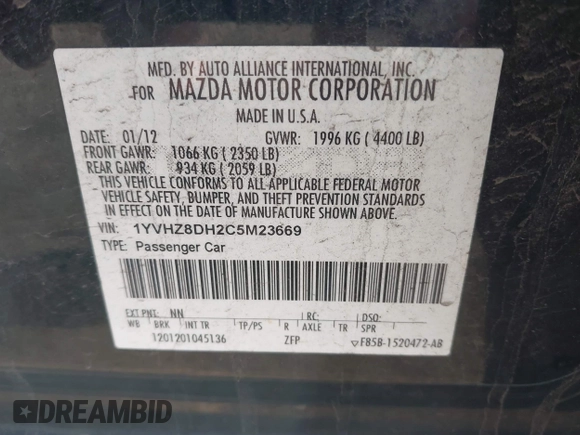 MFD. BY AUTO ALLIANCE INTERNATIONAL, INC.
FOR MAZDA MOTOR CORPORATION
MADE IN U.S.A.
DATE: 01/12 GVWR: 1996 KG ( 4400 LB)
FRONT GAWR: 1066 KG ( 2350 LB)
REAR GAWR: 934 KG ( 2059 LB)
THIS VEHICLE CONFORMS TO ALL APPLICABLE FEDERAL MOTOR
VEHICLE SAFETY, BUMPER, AND THEFT PREVENTION STANDARDS
IN EFFECT ON THE DATE OF MANUFACTURE SHOWN ABOVE.
VIN: 1YVHZ8DH2C5M23669
TYPE: Passenger Car
EXT PNT: NN RC: DSO:
WB BRK INT TR TP/PS R AXLE TR SPR
1201201045136 ZFP ▽FB5B-1520472-AB
DREAMBID